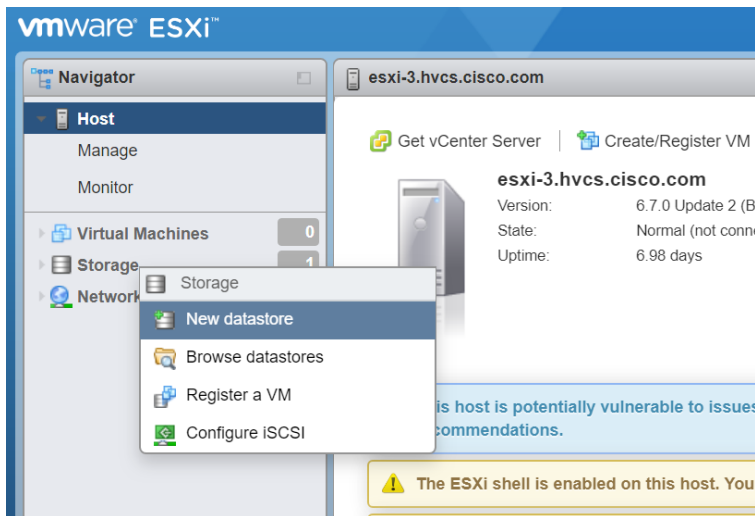 vmware® ESXi™
Navigator
Host
Manage
Monitor
Virtual Machines 0
Storage 1
Network
Storage
New datastore
Browse datastores
Register a VM
Configure iSCSI
esxi-3.hvcs.cisco.com
Get vCenter Server Create/Register VM
esxi-3.hvcs.cisco.com
Version: 6.7.0 Update 2 (B
State: Normal (not conn
Uptime: 6.98 days
is host is potentially vulnerable to issues
commendations.
The ESXi shell is enabled on this host. You